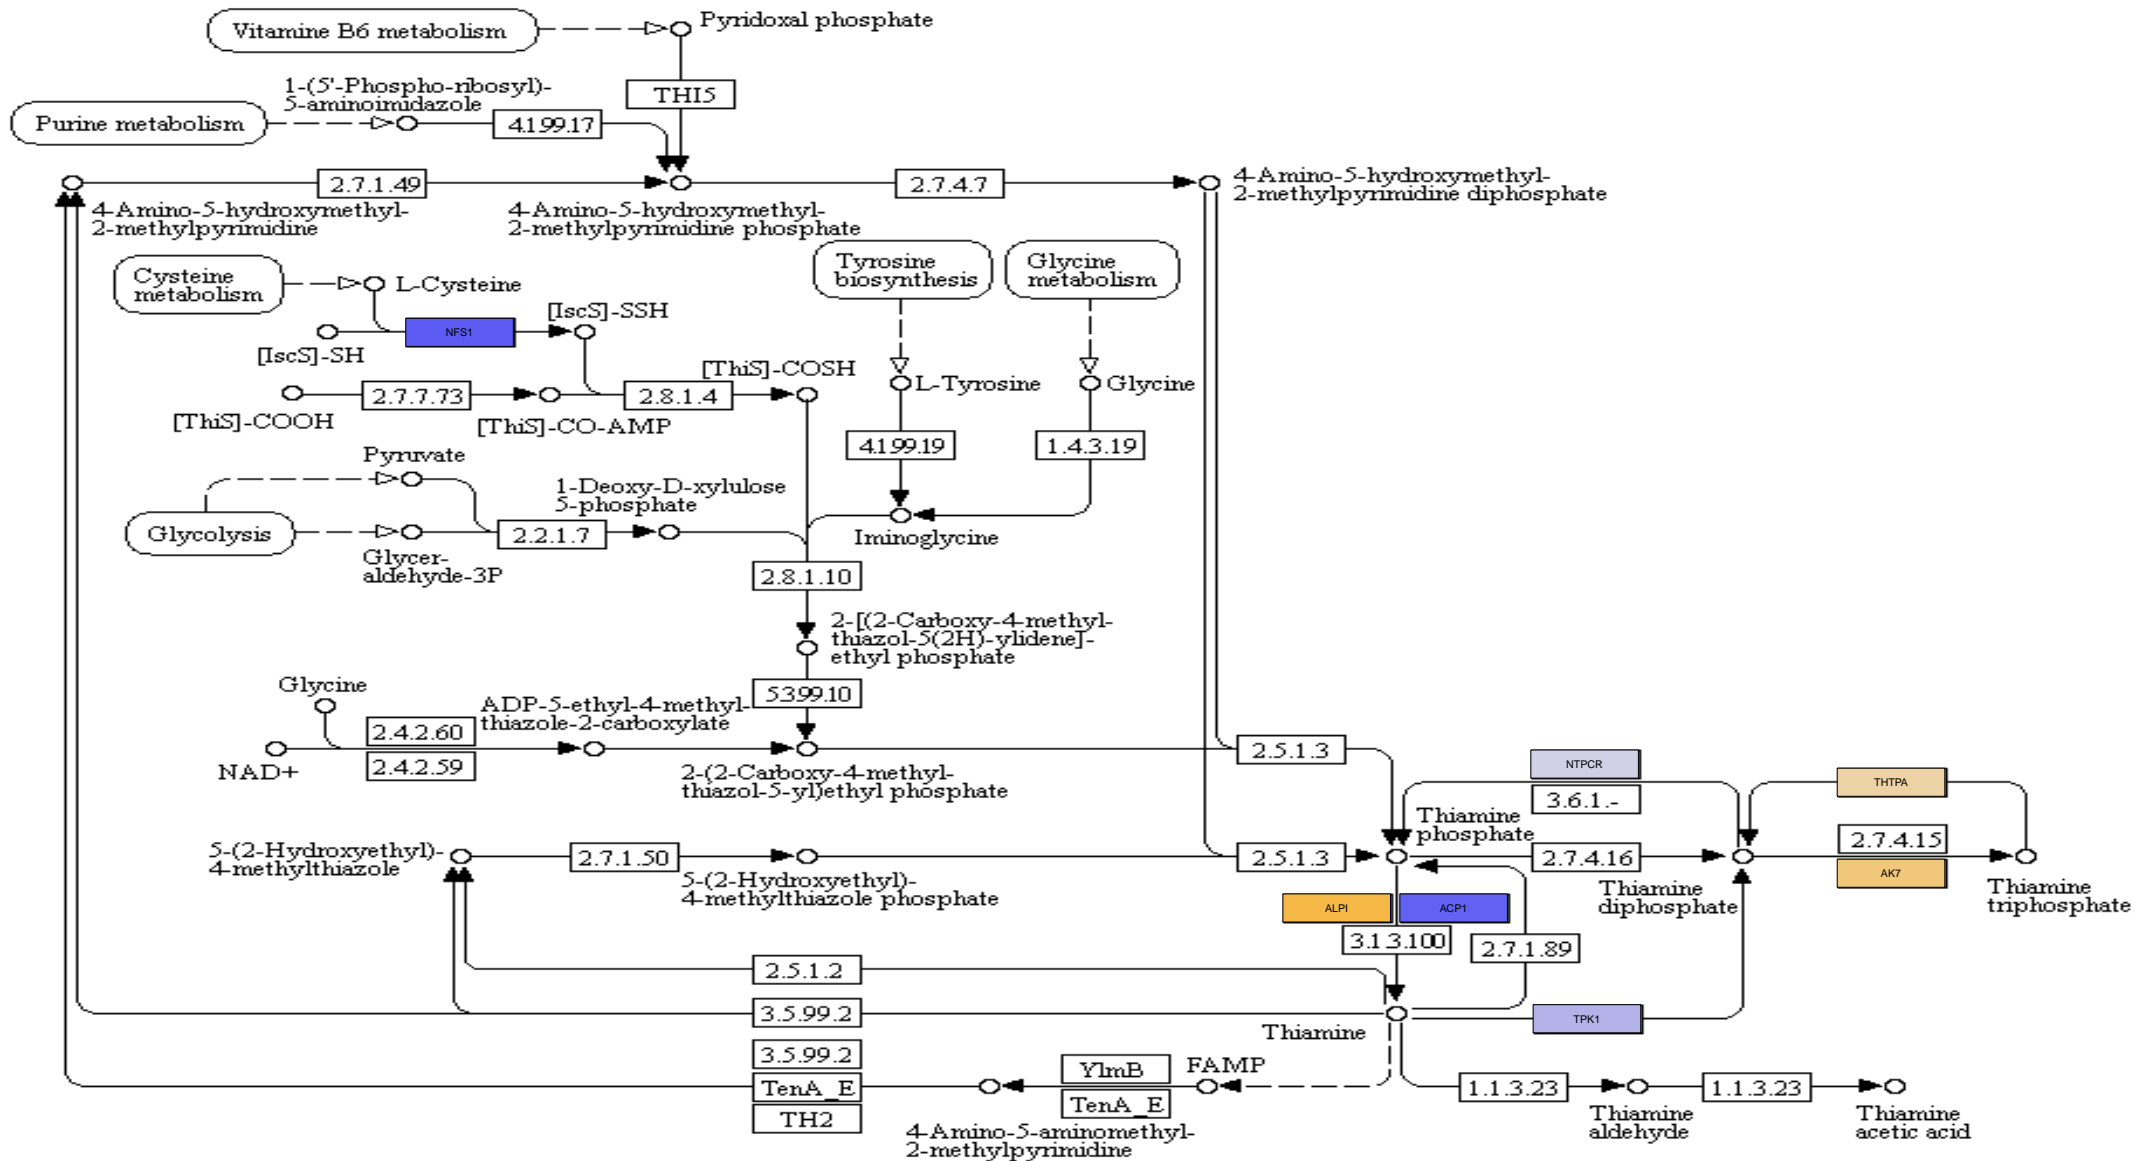 Vitamine B6 metabolism
Pyridoxal phosphate
1-(5'-Phospho-ribosyl)-
5-aminoimidazole
THI5
Purine metabolism
4.1.99.17
2.7.1.49
2.7.4.7
4-Amino-5-hydroxymethyl-
2-methylpyrimidine diphosphate
4-Amino-5-hydroxymethyl-
2-methylpyrimidine
4-Amino-5-hydroxymethyl-
2-methylpyrimidine phosphate
Cysteine
metabolism
L-Cysteine
Tyrosine
biosynthesis
Glycine
metabolism
[IscS]-SSH
NFS1
[IscS]-SH
[ThiS]-COSH
L-Tyrosine
Glycine
2.7.7.73
2.8.1.4
[ThiS]-COOH
[ThiS]-CO-AMP
4.1.99.19
1.4.3.19
Pyruvate
1-Deoxy-D-xylulose
5-phosphate
Glycolysis
2.2.1.7
Iminoglycine
Glycer-
aldehyde-3P
2.8.1.10
2-[(2-Carboxy-4-methyl-
thiazol-5(2H)-ylidene]-
ethyl phosphate
Glycine
5.3.99.10
ADP-5-ethyl-4-methyl-
thiazole-2-carboxylate
2.4.2.60
2.4.2.59
NAD+
2-(2-Carboxy-4-methyl-
thiazol-5-yl)ethyl phosphate
2.5.1.3
NTPCR
3.6.1.-
THTPA
Thiamine
phosphate
2.7.4.15
5-(2-Hydroxyethyl)-
4-methylthiazole
2.7.1.50
2.5.1.3
2.7.4.16
AK7
5-(2-Hydroxyethyl)-
4-methylthiazole phosphate
Thiamine
diphosphate
Thiamine
triphosphate
ALPI
ACP1
3.1.3.100
2.7.1.89
2.5.1.2
3.5.99.2
Thiamine
TPK1
3.5.99.2
TenA_E
TH2
YlmB
TenA_E
FAMP
1.1.3.23
1.1.3.23
4-Amino-5-aminomethyl-
2-methylpyrimidine
Thiamine
aldehyde
Thiamine
acetic acid